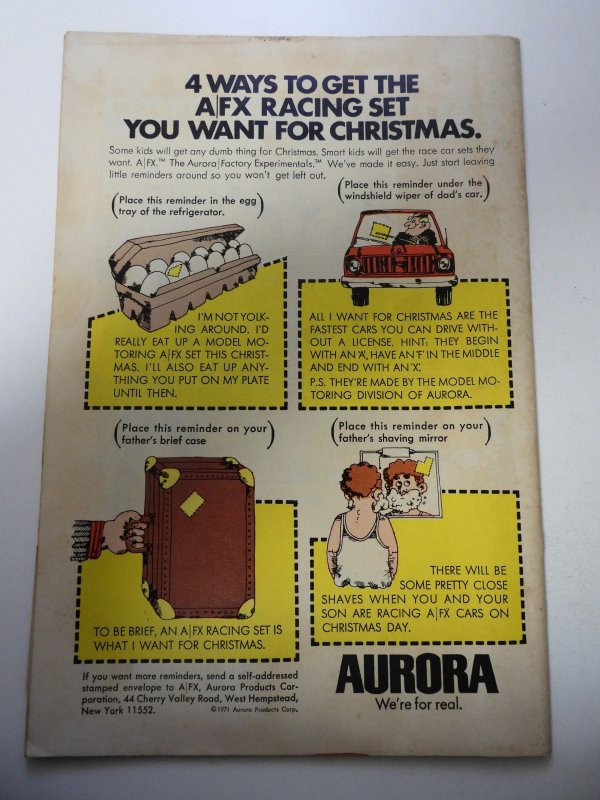 4 WAYS TO GET THE
A|FX RACING SET
YOU WANT FOR CHRISTMAS.
Some kids will get any dumb thing for Christmas. Smart kids will get the race car sets they
want. A|FX.™ The Aurora|Factory Experimentals.™ We've made it easy. Just start leaving
little reminders around so you won't get left out.
(Place this reminder in the egg
tray of the refrigerator.)
(Place this reminder under the
windshield wiper of dad's car.)
I'M NOT YOLK-
ING AROUND. I'D
REALLY EAT UP A MODEL MO-
TORING A|FX SET THIS CHRIST-
MAS. I'LL ALSO EAT UP ANY-
THING YOU PUT ON MY PLATE
UNTIL THEN.
ALL I WANT FOR CHRISTMAS ARE THE
FASTEST CARS YOU CAN DRIVE WITH-
OUT A LICENSE. HINT: THEY BEGIN
WITH AN 'A', HAVE AN 'F' IN THE MIDDLE
AND END WITH AN 'X'.
P.S. THEY'RE MADE BY THE MODEL MO-
TORING DIVISION OF AURORA.
(Place this reminder on your
father's brief case)
(Place this reminder on your
father's shaving mirror)
TO BE BRIEF, AN A|FX RACING SET IS
WHAT I WANT FOR CHRISTMAS.
THERE WILL BE
SOME PRETTY CLOSE
SHAVES WHEN YOU AND YOUR
SON ARE RACING A|FX CARS ON
CHRISTMAS DAY.
If you want more reminders, send a self-addressed
stamped envelope to A|FX, Aurora Products Cor-
poration, 44 Cherry Valley Road, West Hempstead,
New York 11552. ©1971 Aurora Products Corp.
AURORA
We're for real.